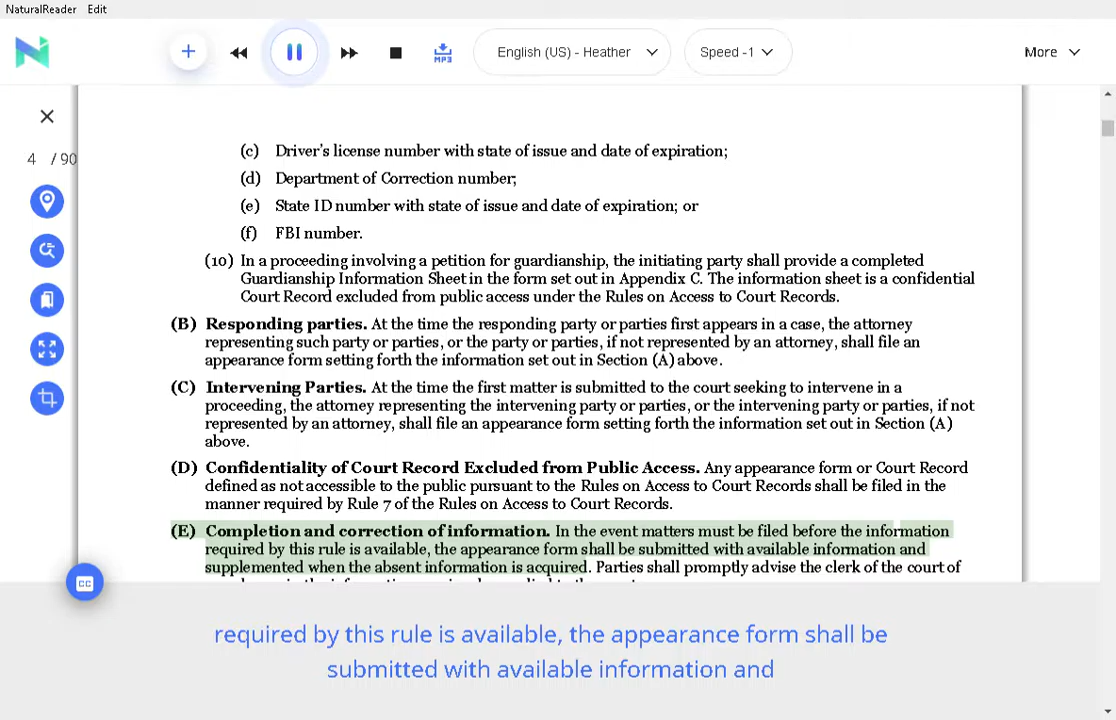 NaturalReader Edit
MP3
English (US) - Heather
Speed -1
More
4 / 90
(c) Driver's license number with state of issue and date of expiration;
(d) Department of Correction number;
(e) State ID number with state of issue and date of expiration; or
(f) FBI number.
(10) In a proceeding involving a petition for guardianship, the initiating party shall provide a completed
Guardianship Information Sheet in the form set out in Appendix C. The information sheet is a confidential
Court Record excluded from public access under the Rules on Access to Court Records.
(B) Responding parties. At the time the responding party or parties first appears in a case, the attorney
representing such party or parties, or the party or parties, if not represented by an attorney, shall file an
appearance form setting forth the information set out in Section (A) above.
(C) Intervening Parties. At the time the first matter is submitted to the court seeking to intervene in a
proceeding, the attorney representing the intervening party or parties, or the intervening party or parties, if not
represented by an attorney, shall file an appearance form setting forth the information set out in Section (A)
above.
(D) Confidentiality of Court Record Excluded from Public Access. Any appearance form or Court Record
defined as not accessible to the public pursuant to the Rules on Access to Court Records shall be filed in the
manner required by Rule 7 of the Rules on Access to Court Records.
(E) Completion and correction of information. In the event matters must be filed before the information
required by this rule is available, the appearance form shall be submitted with available information and
supplemented when the absent information is acquired. Parties shall promptly advise the clerk of the court of
CC
required by this rule is available, the appearance form shall be
submitted with available information and